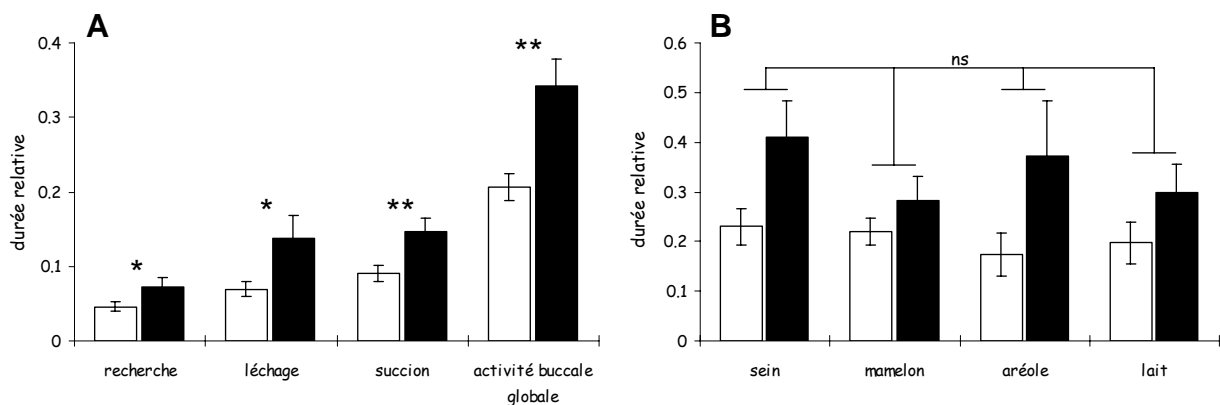 A
0.4
0.3
0.2
0.1
0
durée relative
*
*
**
**
recherche
léchage
succion
activité buccale
globale
B
0.6
0.5
0.4
0.3
0.2
0.1
0
durée relative
ns
sein
mamelon
aréole
lait